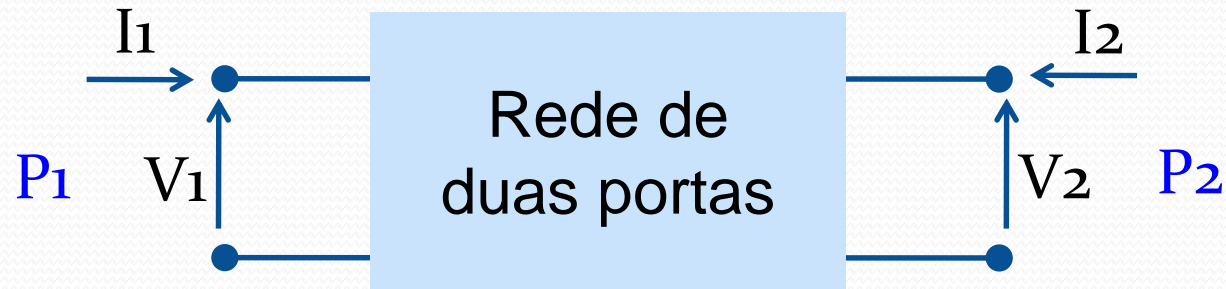 I1
I2
Rede de
duas portas
P1
V1
V2
P2